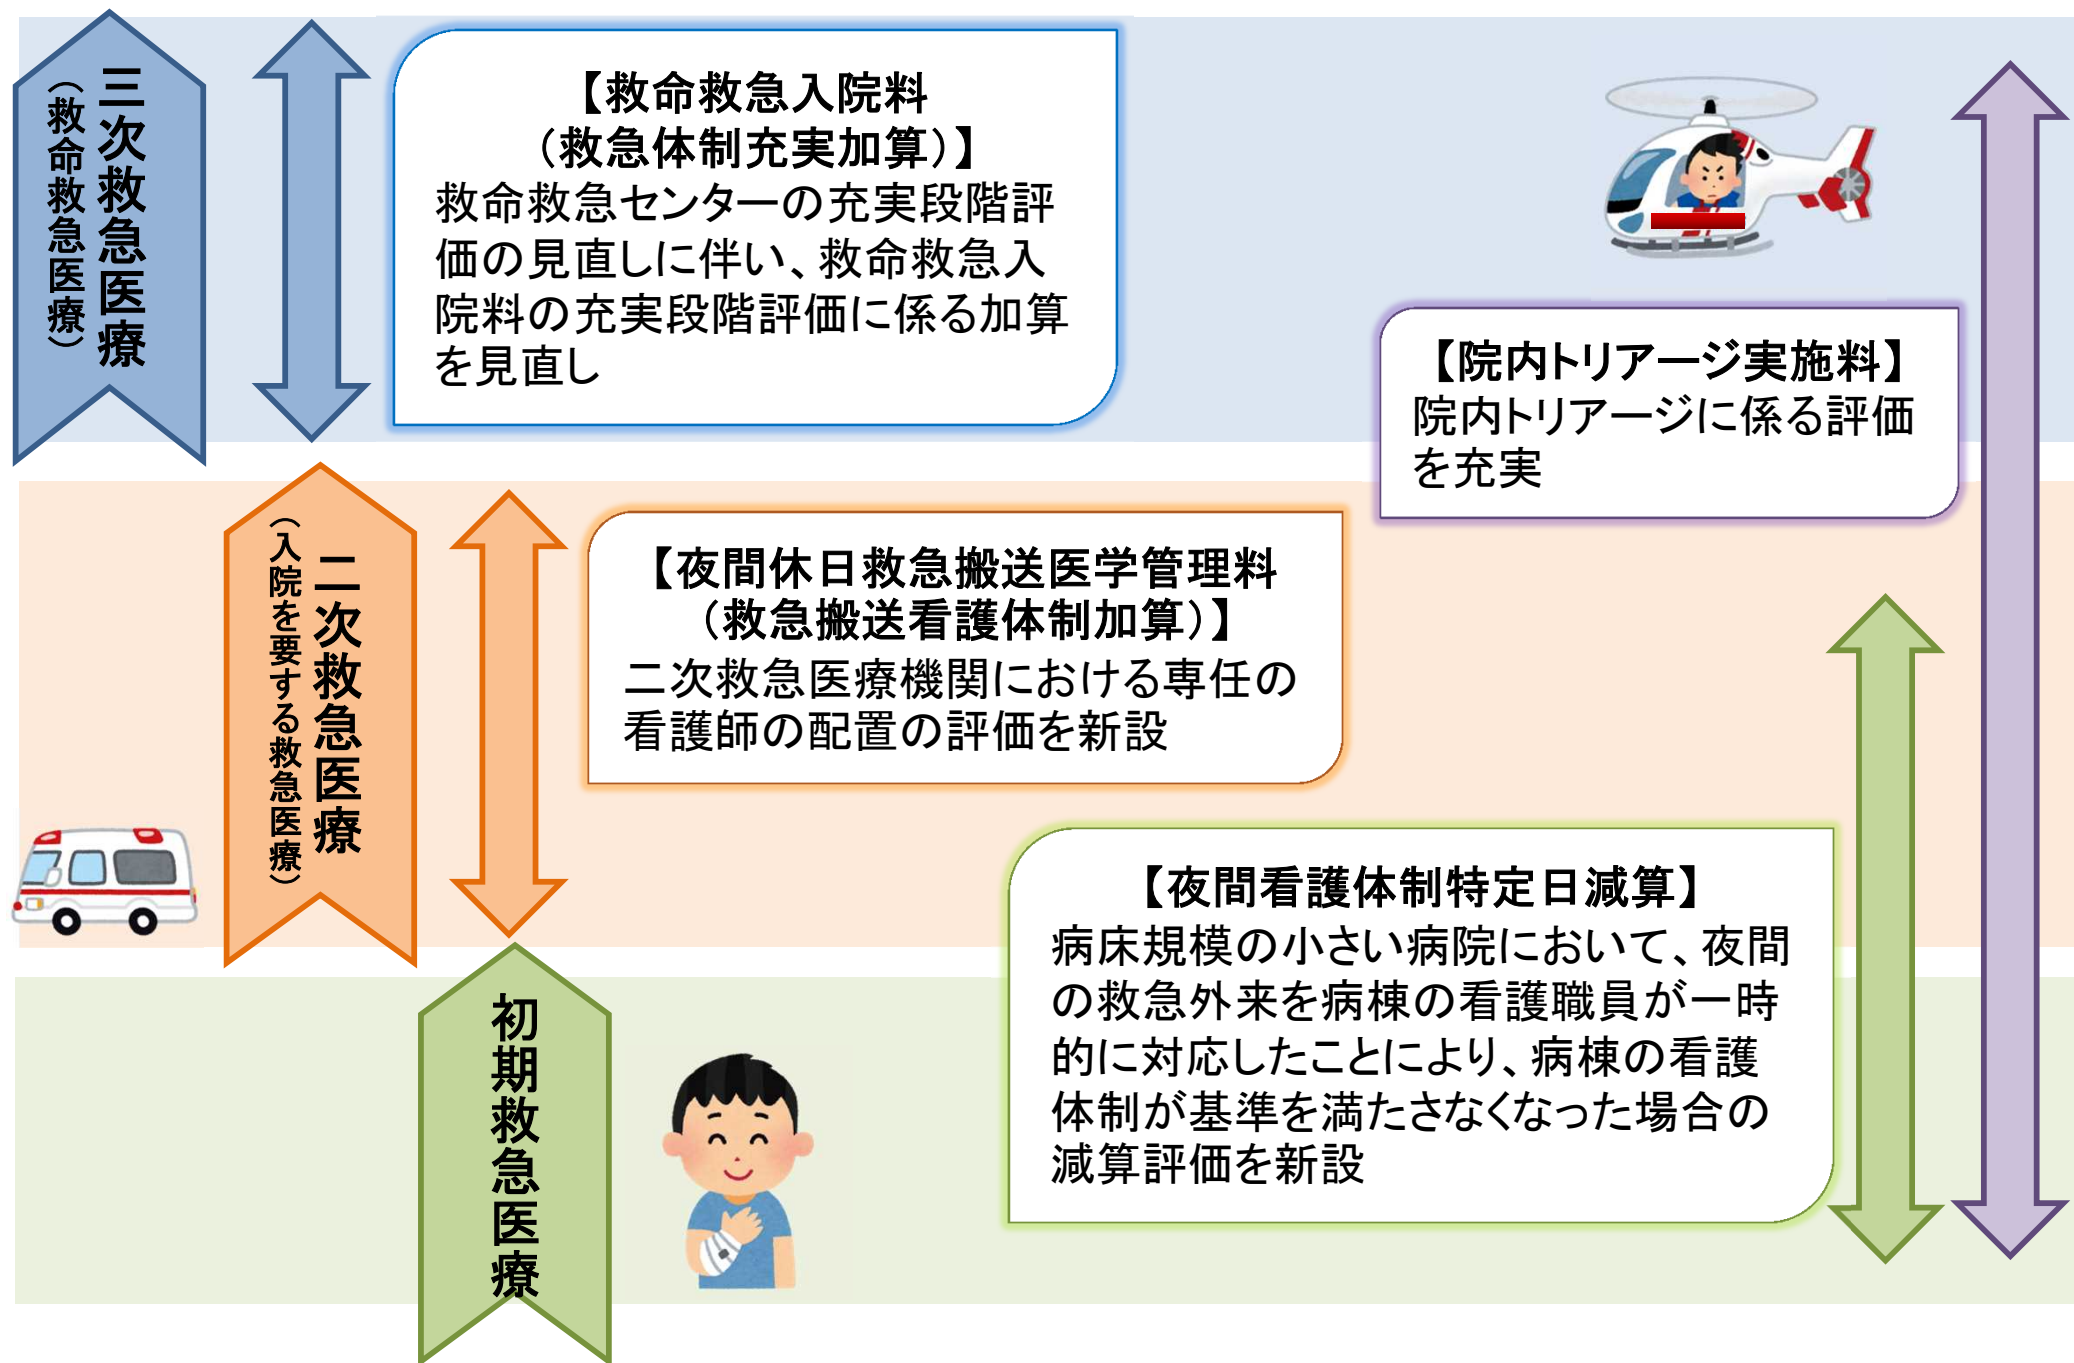 三次救急医療
（救命救急医療）
【救命救急入院料
（救急体制充実加算）】
救命救急センターの充実段階評
価の見直しに伴い、救命救急入
院料の充実段階評価に係る加算
を見直し
【院内トリアージ実施料】
院内トリアージに係る評価
を充実
二次救急医療
（入院を要する救急医療）
【夜間休日救急搬送医学管理料
（救急搬送看護体制加算）】
二次救急医療機関における専任の
看護師の配置の評価を新設
【夜間看護体制特定日減算】
病床規模の小さい病院において、夜間
の救急外来を病棟の看護職員が一時
的に対応したことにより、病棟の看護
体制が基準を満たさなくなった場合の
減算評価を新設
初期救急医療